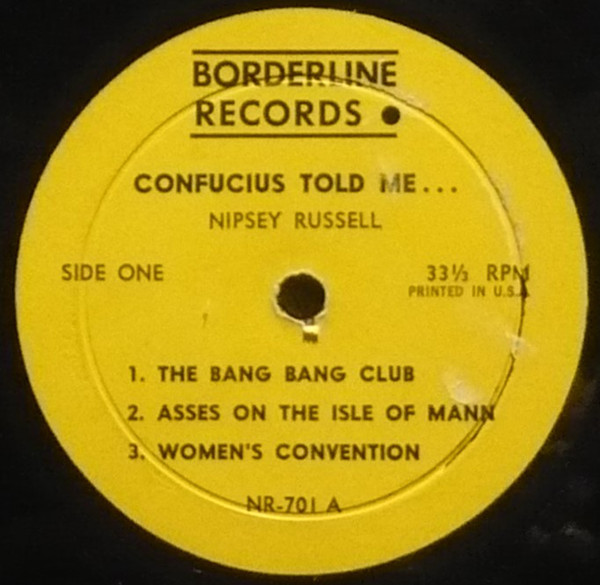 BORDERLINE
RECORDS ●
CONFUCIUS TOLD ME...
NIPSEY RUSSELL
SIDE ONE
33⅓ RPM
PRINTED IN U.S.A.
1. THE BANG BANG CLUB
2. ASSES ON THE ISLE OF MANN
3. WOMEN'S CONVENTION
NR-701 A